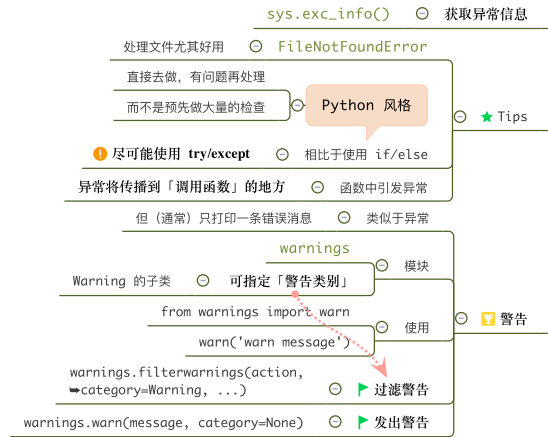 sys.exc_info() 获取异常信息
处理文件尤其好用 FileNotFoundError
直接去做，有问题再处理
而不是预先做大量的检查
Python 风格
Tips
尽可能使用 try/except 相比于使用 if/else
异常将传播到「调用函数」的地方 函数中引发异常
但（通常）只打印一条错误消息 类似于异常
warnings
模块
Warning 的子类 可指定「警告类别」
from warnings import warn
使用
警告
warn('warn message')
warnings.filterwarnings(action,
➥category=Warning, ...) 过滤警告
warnings.warn(message, category=None) 发出警告